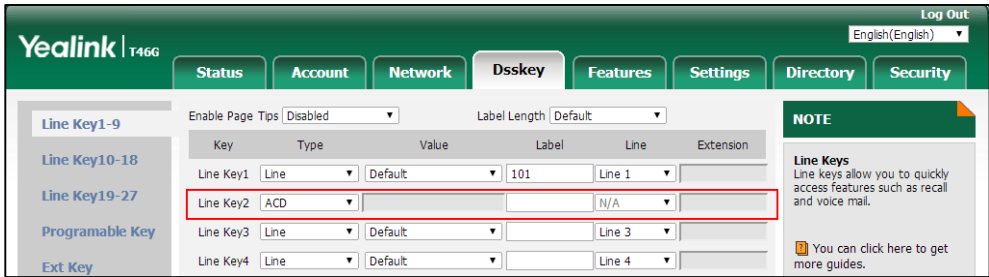 Log Out
Yealink | T46G
English(English)
Status Account Network Dsskey Features Settings Directory Security
Line Key1-9
Line Key10-18
Line Key19-27
Programable Key
Ext Key
Enable Page Tips Disabled Label Length Default
Key Type Value Label Line Extension
Line Key1 Line Default 101 Line 1
Line Key2 ACD N/A
Line Key3 Line Default Line 3
Line Key4 Line Default Line 4
NOTE
Line Keys
Line keys allow you to quickly
access features such as recall
and voice mail.
You can click here to get
more guides.